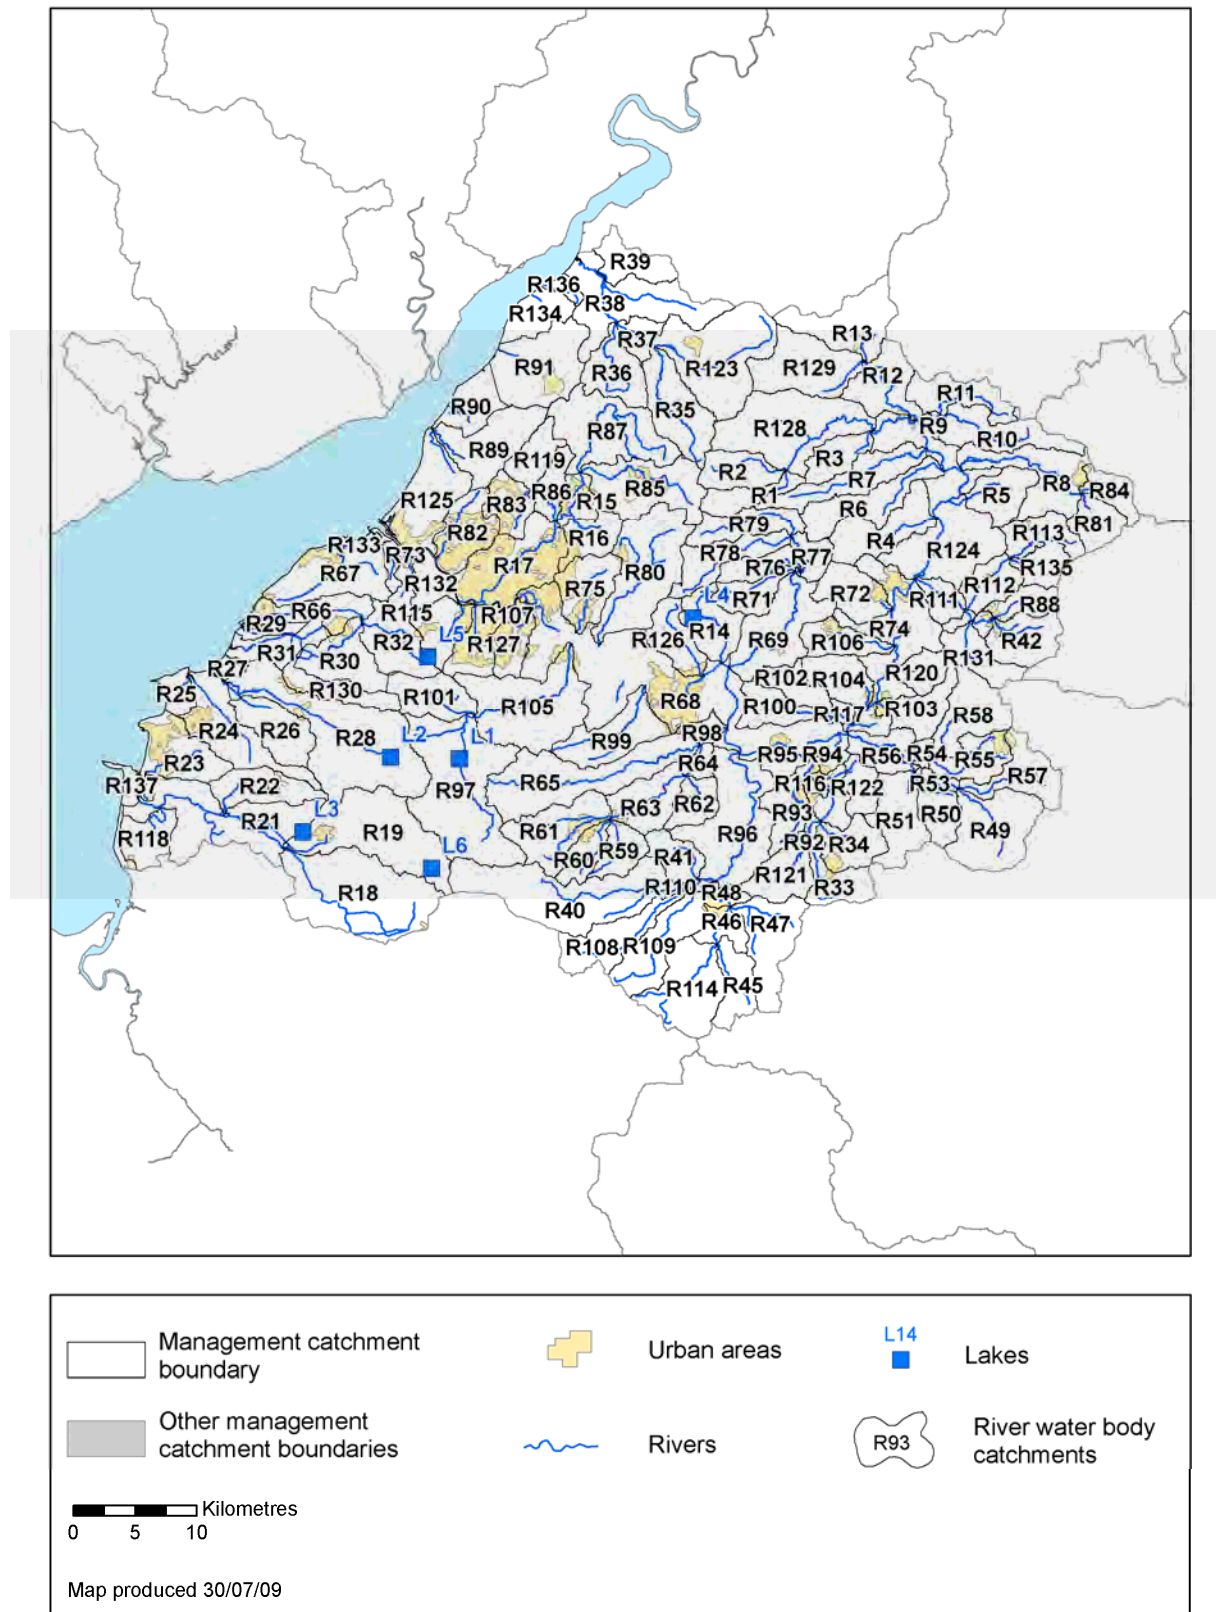 R39
R136
R38
R134
R37
R13
R91
R36
R123
R129
R12
R11
R90
R35
R9
R87
R128
R10
R89
R119
R3
R2
R7
R8
R86
R85
R1
R84
R125
R83
R15
R5
R6
R81
R82
R16
R79
R113
R133
R73
R78
R77
R4
R124
R67
R17
R76
R135
R132
R75
R80
R112
R72
R71
L4
R111
R88
R66
R115
R107
R29
R14
R74
R42
R32
L5
R127
R126
R69
R106
R31
R30
R131
R27
R120
R25
R130
R101
R102
R104
R68
R105
R100
R103
R24
R26
R117
R58
R28
L2
L1
R99
R98
R23
R95
R94
R56
R54
R55
R64
R137
R22
R65
R116
R122
R53
R57
R97
R21
L3
R63
R62
R93
R50
R51
R118
R19
R61
R96
R49
R92
R34
L6
R60
R59
R41
R121
R18
R110
R48
R33
R40
R46
R47
R108
R109
R114
R45
Management catchment
boundary
Urban areas
L14
Lakes
Other management
catchment boundaries
Rivers
R93
River water body
catchments
Kilometres
0 5 10
Map produced 30/07/09